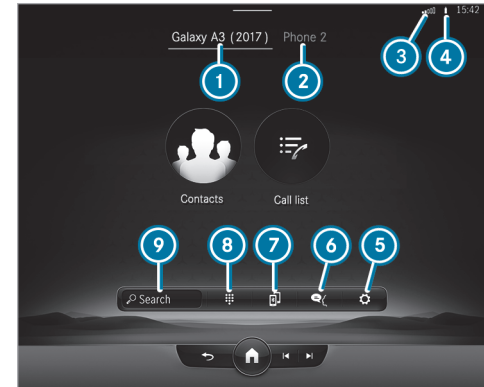 15:42
Galaxy A3 (2017) Phone 2
3 4
1 2
Contacts Call list
9 8 7 6 5
Search